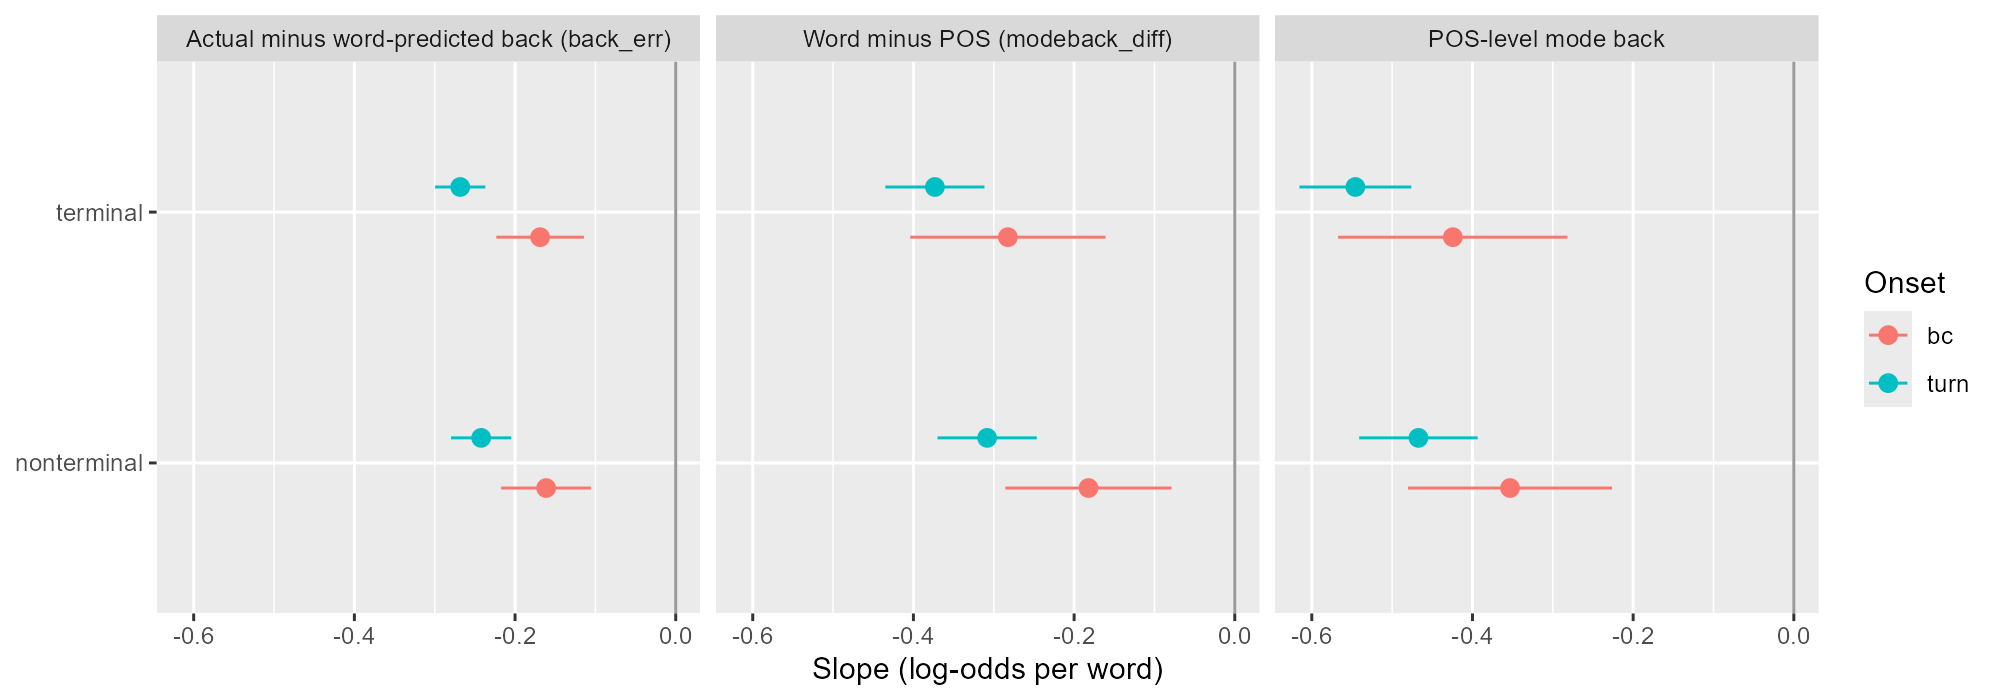 Actual minus word-predicted back (back_err)
Word minus POS (modeback_diff)
POS-level mode back
terminal
nonterminal
-0.6 -0.4 -0.2 0.0
-0.6 -0.4 -0.2 0.0
-0.6 -0.4 -0.2 0.0
Slope (log-odds per word)
Onset
bc
turn